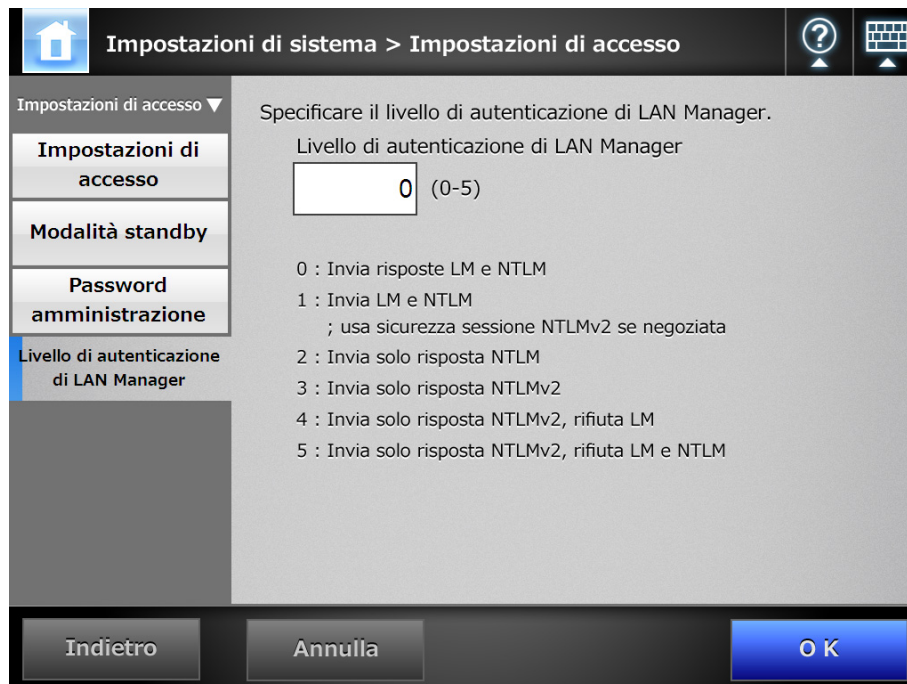 Impostazioni di sistema > Impostazioni di accesso
?
Impostazioni di accesso ▼
Impostazioni di
accesso
Modalità standby
Password
amministrazione
Livello di autenticazione
di LAN Manager
Specificare il livello di autenticazione di LAN Manager.
Livello di autenticazione di LAN Manager
0 (0-5)
0 : Invia risposte LM e NTLM
1 : Invia LM e NTLM
; usa sicurezza sessione NTLMv2 se negoziata
2 : Invia solo risposta NTLM
3 : Invia solo risposta NTLMv2
4 : Invia solo risposta NTLMv2, rifiuta LM
5 : Invia solo risposta NTLMv2, rifiuta LM e NTLM
Indietro
Annulla
O K